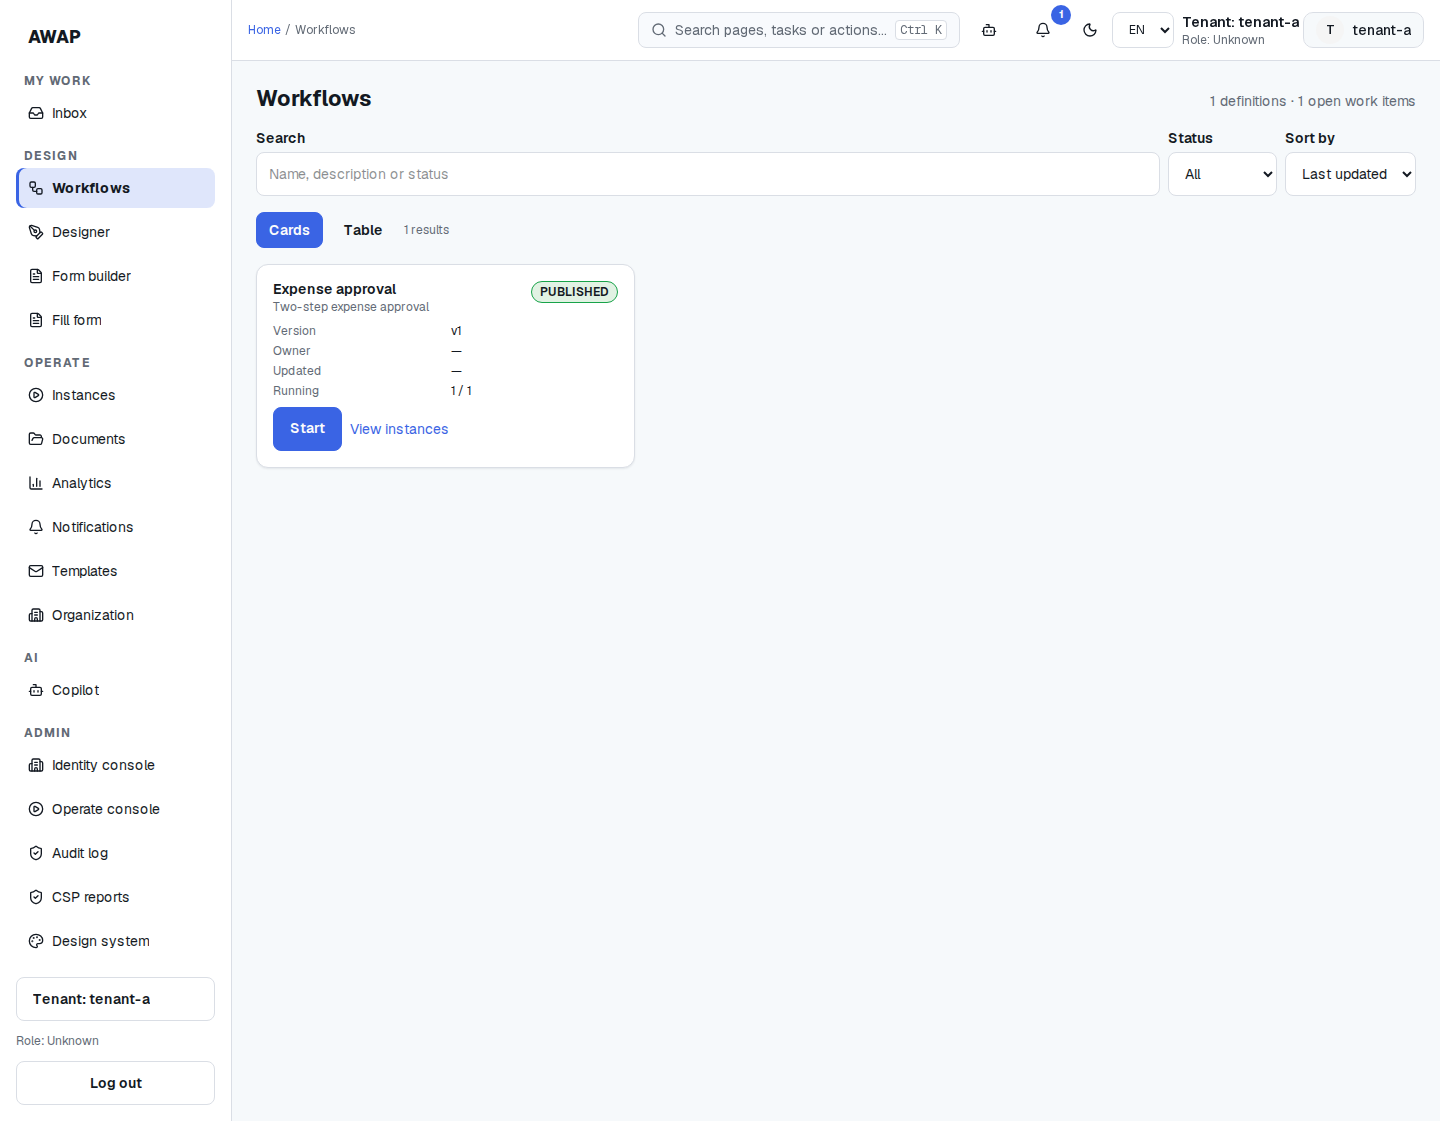 AWAP
MY WORK
Inbox
DESIGN
Workflows
Designer
Form builder
Fill form
OPERATE
Instances
Documents
Analytics
Notifications
Templates
Organization
AI
Copilot
ADMIN
Identity console
Operate console
Audit log
CSP reports
Design system
Tenant: tenant-a
Role: Unknown
Log out
Home / Workflows
Search pages, tasks or actions... Ctrl K
1
EN
Tenant: tenant-a
Role: Unknown
T tenant-a
Workflows
1 definitions · 1 open work items
Search
Name, description or status
Status
All
Sort by
Last updated
Cards Table 1 results
Expense approval PUBLISHED
Two-step expense approval
Version v1
Owner —
Updated —
Running 1 / 1
Start View instances